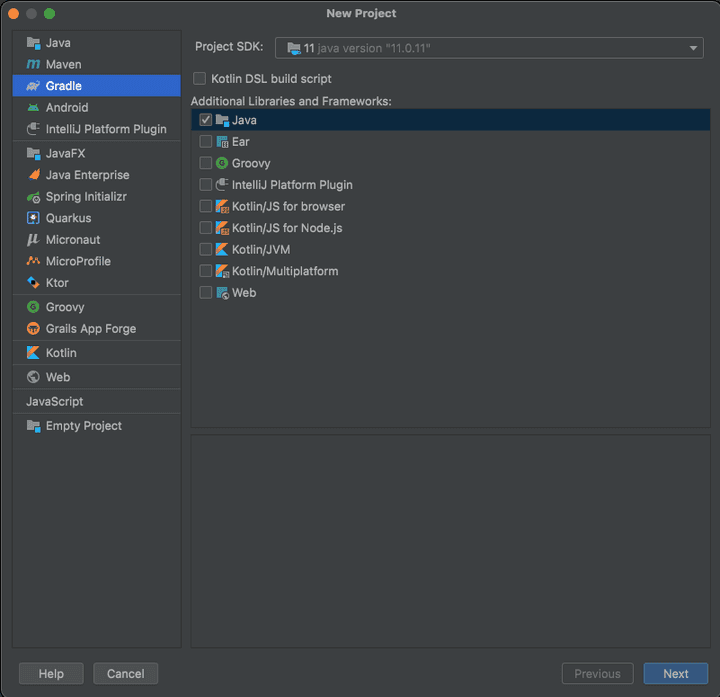 New Project
Java
Maven
Gradle
Android
IntelliJ Platform Plugin
JavaFX
Java Enterprise
Spring Initializr
Quarkus
Micronaut
MicroProfile
Ktor
Groovy
Grails App Forge
Kotlin
Web
JavaScript
Empty Project
Project SDK: 11 java version "11.0.11"
Kotlin DSL build script
Additional Libraries and Frameworks:
Java
Ear
Groovy
IntelliJ Platform Plugin
Kotlin/JS for browser
Kotlin/JS for Node.js
Kotlin/JVM
Kotlin/Multiplatform
Web
Help Cancel Previous Next